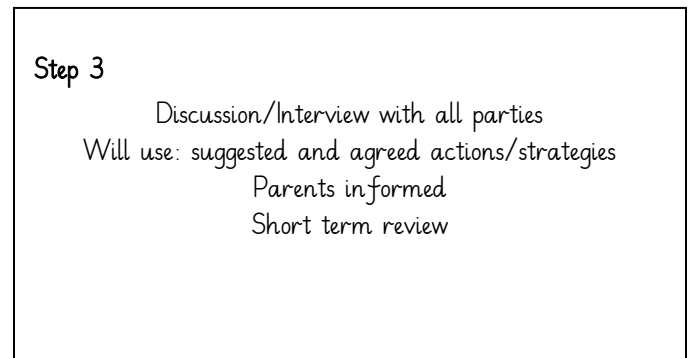 Step 3
Discussion/Interview with all parties
Will use: suggested and agreed actions/strategies
Parents informed
Short term review